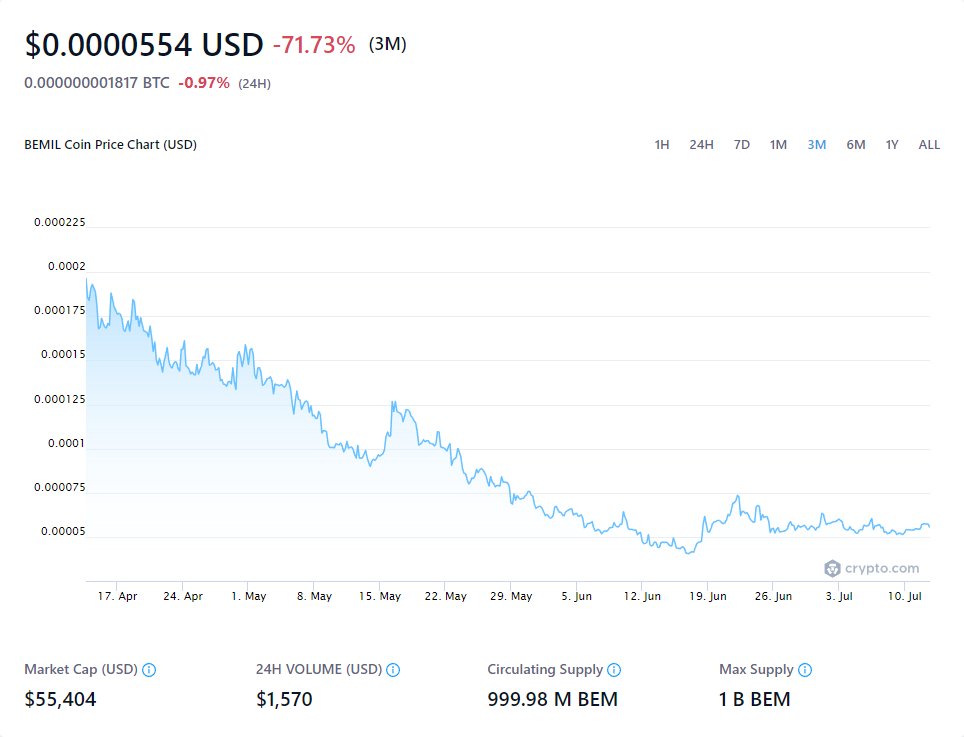 $0.0000554 USD -71.73% (3M)
0.000000001817 BTC -0.97% (24H)
BEMIL Coin Price Chart (USD) 1H 24H 7D 1M 3M 6M 1Y ALL
0.000225
0.0002
0.000175
0.00015
0.000125
0.0001
0.000075
0.00005
crypto.com
17. Apr 24. Apr 1. May 8. May 15. May 22. May 29. May 5. Jun 12. Jun 19. Jun 26. Jun 3. Jul 10. Jul
Market Cap (USD) 24H VOLUME (USD) Circulating Supply Max Supply
$55,404 $1,570 999.98 M BEM 1 B BEM